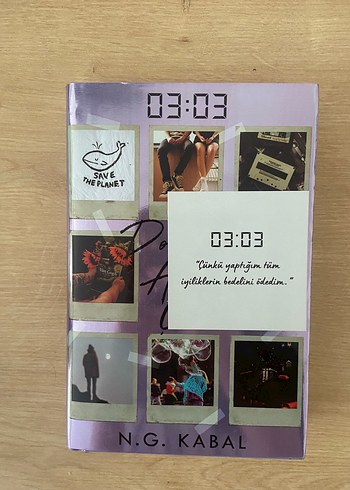 03:03
SAVE
THE PLANET
03:03
"Çünkü yaptığım tüm
iyiliklerin bedelini ödedim."
N.G. KABAL